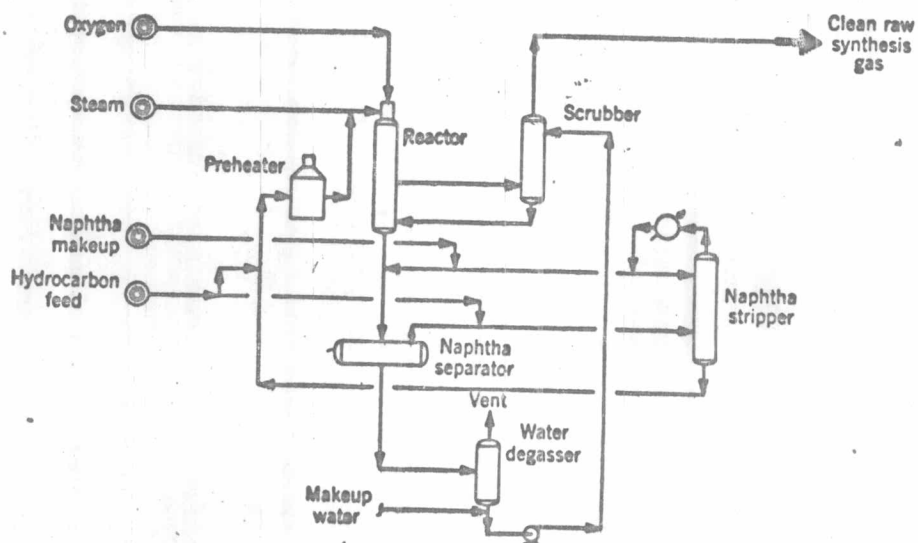 Oxygen
Clean raw
synthesis
gas
Steam
Scrubber
Reactor
Preheater
Naphtha
makeup
Hydrocarbon
feed
Naphtha
stripper
Naphtha
separator
Vent
Water
degasser
Makeup
water